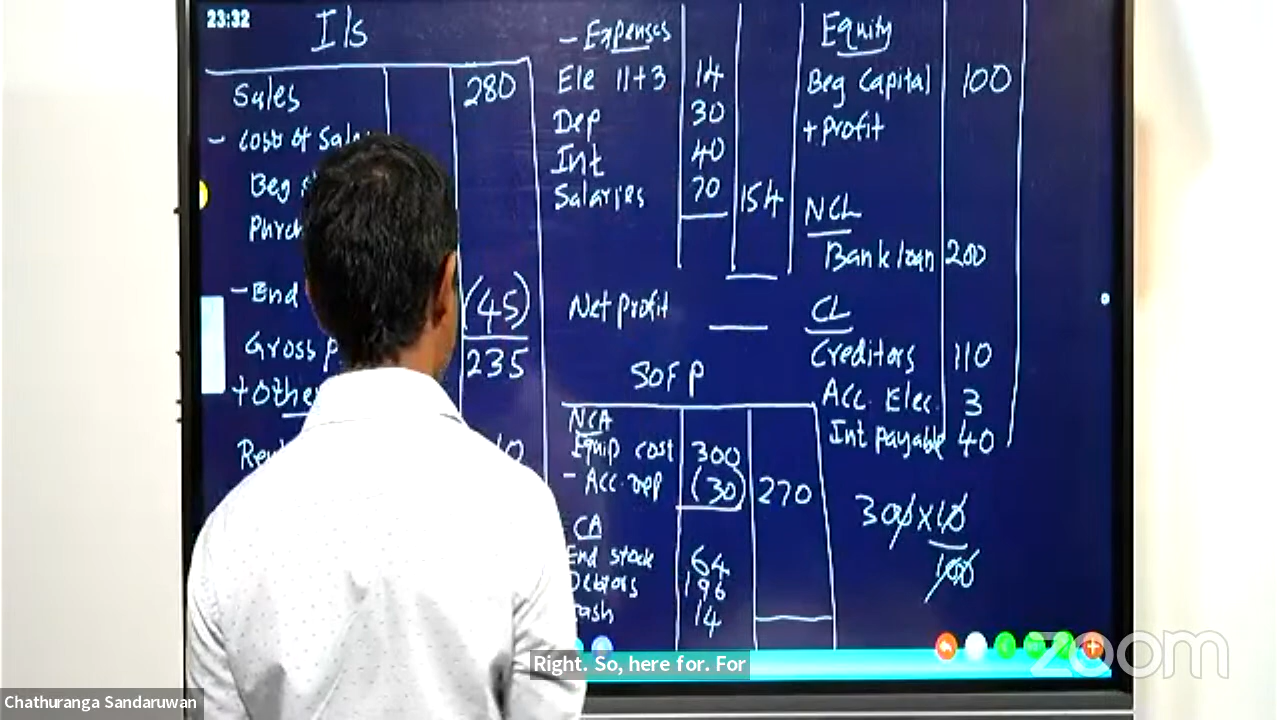 23:32
I/s
Sales 280
- Cost of Sales
Beg
Purch
- End (45)
Gross p 235
+ Other
Rev
- Expenses
Ele 11+3 14
Dep 30
Int 40
Salaries 70 154
Net profit
SOFP
NCA
Equip cost 300
- Acc. Dep (30) 270
CA
End stock 64
Debtors 196
Cash 14
Equity
Beg Capital 100
+ Profit
NCL
Bank loan 200
CL
Creditors 110
Acc. Elec. 3
Int payable 40
300 x 10
100
Right. So, here for. For
zoom
Chathuranga Sandaruwan